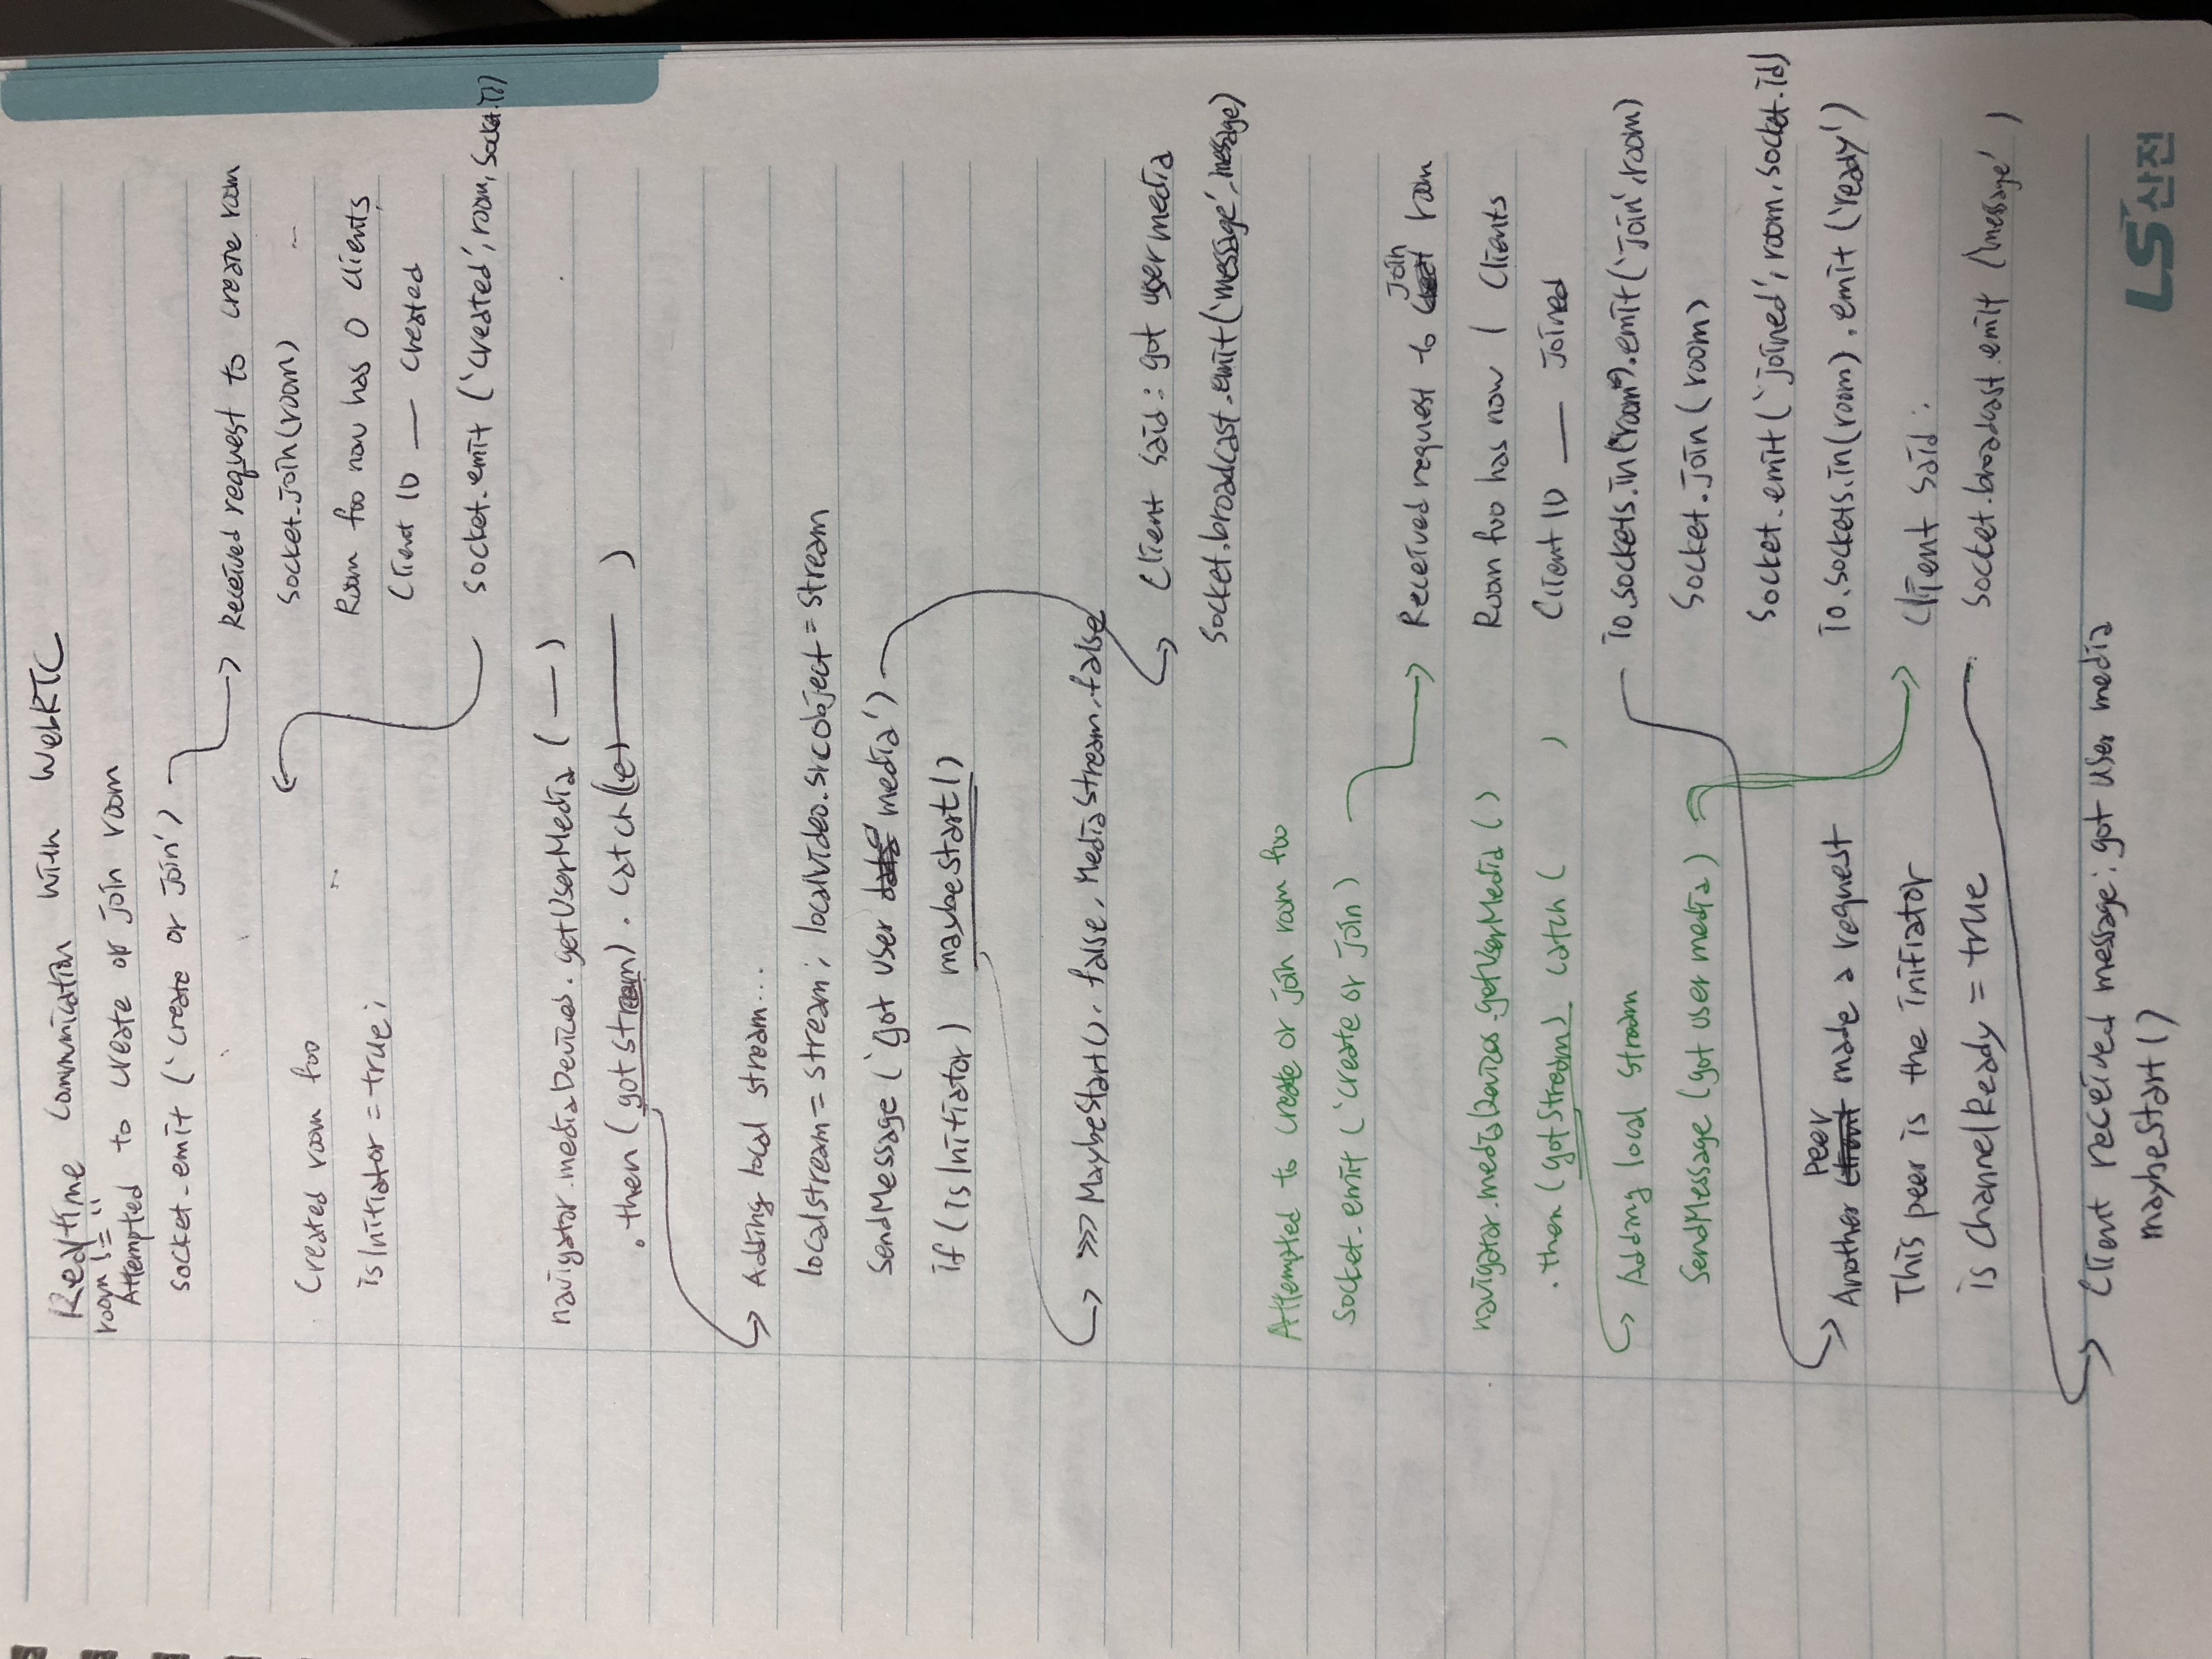 Realtime Communication with WebRTC
room != ''
Attempted to create or join room
socket.emit ('create or join')
Received request to create room
socket.join(room)
Room foo now has 0 clients
Client ID — created
socket.emit ('created', room, socket.id)
Created room foo
isInitiator = true;
navigator.mediaDevices.getUserMedia ( — )
.then (gotstream). catch((e) — )
Adding local stream...
localstream = stream; localVideo.srcobject = stream
SendMessage ('got user media')
if (isInitiator) maybestart()
>>> MaybeStart(), false, MediaStream, false
Client said: got user media
socket.broadcast.emit('message', message)
Attempted to create or join room foo
socket.emit ('create or join)
Received request to join room
Room foo has now 1 clients
Client ID — joined
io.sockets.in(room).emit('join', room)
Socket.join (room)
Socket.emit ('joined', room, socket.id)
io.sockets.in(room).emit ('ready')
navigator.mediaDevices.getUserMedia ()
.then (gotStream) catch ( )
Adding local stream
SendMessage (got user media)
Another Peer made a request
This peer is the initiator
isChannelReady = true
Client said:
socket.broadcast.emit ('message' )
Client received message: got user media
maybeStart()
LS산전